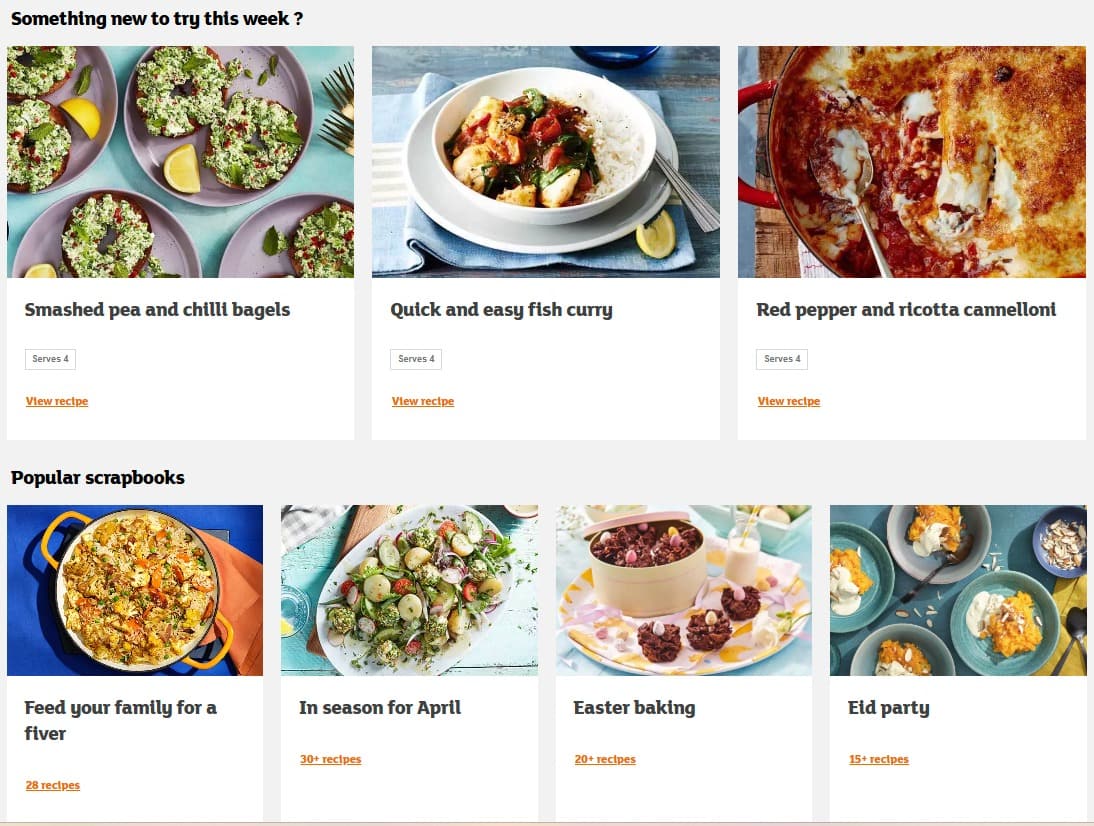 Something new to try this week ?
Smashed pea and chilli bagels
Serves 4
View recipe
Quick and easy fish curry
Serves 4
View recipe
Red pepper and ricotta cannelloni
Serves 4
View recipe
Popular scrapbooks
Feed your family for a
fiver
28 recipes
In season for April
30+ recipes
Easter baking
20+ recipes
Eid party
15+ recipes